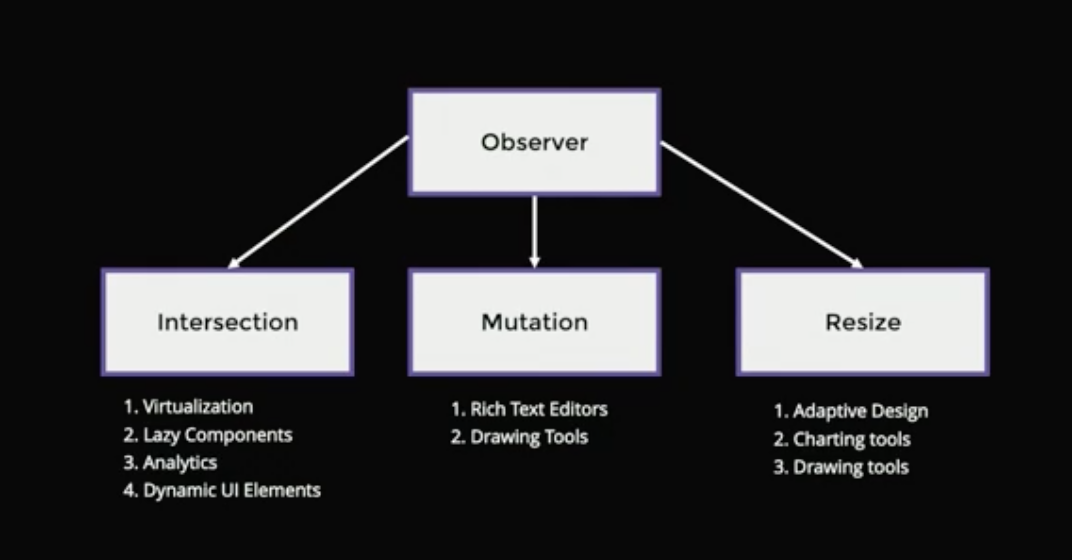 Observer
Intersection
Mutation
Resize
1. Virtualization
2. Lazy Components
3. Analytics
4. Dynamic UI Elements
1. Rich Text Editors
2. Drawing Tools
1. Adaptive Design
2. Charting tools
3. Drawing tools